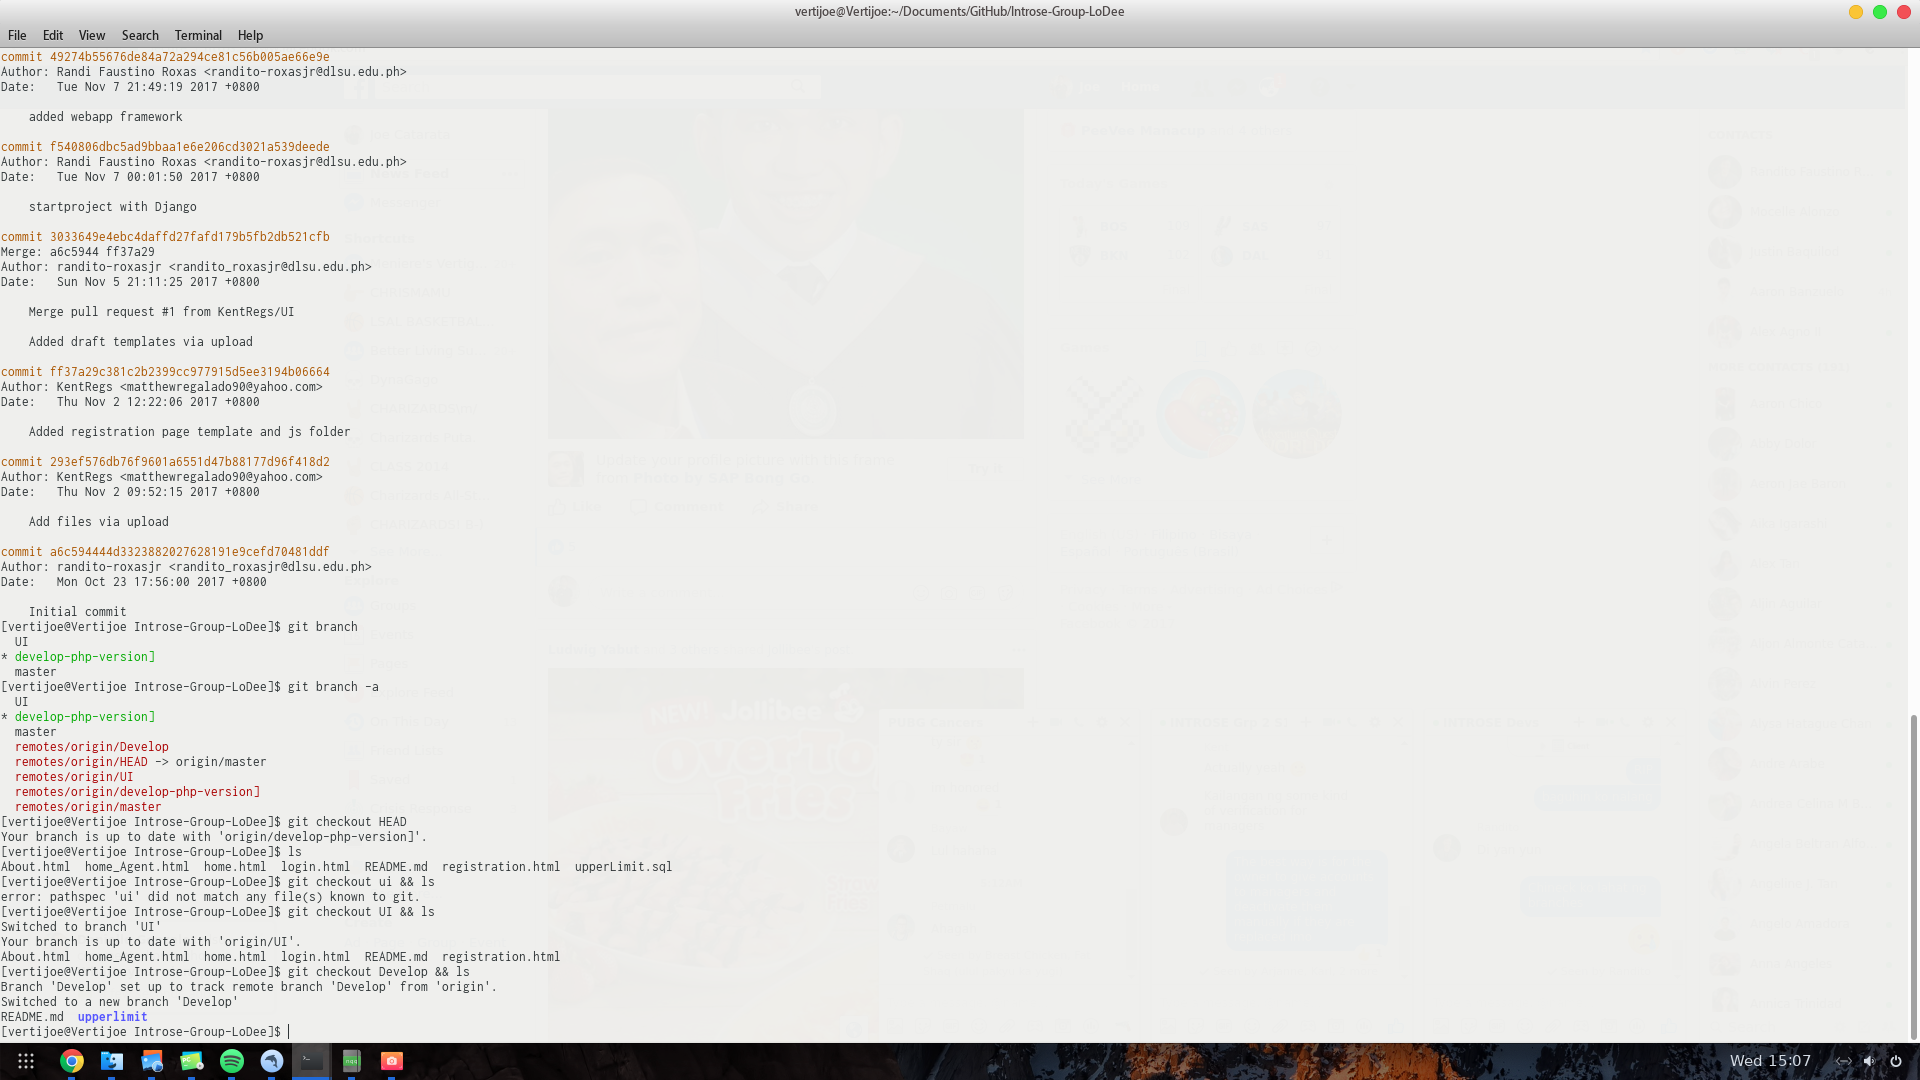 vertijoe@Vertijoe:~/Documents/GitHub/Introse-Group-LoDee
File Edit View Search Terminal Help
commit 49274b55676de84a72a294ce81c56b005ae66e9e
Author: Randi Faustino Roxas <randito-roxasjr@dlsu.edu.ph>
Date:   Tue Nov 7 21:49:19 2017 +0800
    added webapp framework
commit f540806dbc5ad9bbaa1e6e206cd3021a539deede
Author: Randi Faustino Roxas <randito-roxasjr@dlsu.edu.ph>
Date:   Tue Nov 7 00:01:50 2017 +0800
    startproject with Django
commit 3033649e4ebc4daffd27fafd179b5fb2db521cfb
Merge: a6c5944 ff37a29
Author: randito-roxasjr <randito_roxasjr@dlsu.edu.ph>
Date:   Sun Nov 5 21:11:25 2017 +0800
    Merge pull request #1 from KentRegs/UI
    Added draft templates via upload
commit ff37a29c381c2b2399cc977915d5ee3194b06664
Author: KentRegs <matthewregalado90@yahoo.com>
Date:   Thu Nov 2 12:22:06 2017 +0800
    Added registration page template and js folder
commit 293ef576db76f9601a6551d47b88177d96f418d2
Author: KentRegs <matthewregalado90@yahoo.com>
Date:   Thu Nov 2 09:52:15 2017 +0800
    Add files via upload
commit a6c594444d3323882027628191e9cefd70481ddf
Author: randito-roxasjr <randito_roxasjr@dlsu.edu.ph>
Date:   Mon Oct 23 17:56:00 2017 +0800
    Initial commit
[vertijoe@Vertijoe Introse-Group-LoDee]$ git branch
  UI
* develop-php-version]
  master
[vertijoe@Vertijoe Introse-Group-LoDee]$ git branch -a
  UI
* develop-php-version]
  master
  remotes/origin/Develop
  remotes/origin/HEAD -> origin/master
  remotes/origin/UI
  remotes/origin/develop-php-version]
  remotes/origin/master
[vertijoe@Vertijoe Introse-Group-LoDee]$ git checkout HEAD
Your branch is up to date with 'origin/develop-php-version]'.
[vertijoe@Vertijoe Introse-Group-LoDee]$ ls
About.html  home_Agent.html  home.html  login.html  README.md  registration.html  upperLimit.sql
[vertijoe@Vertijoe Introse-Group-LoDee]$ git checkout ui && ls
error: pathspec 'ui' did not match any file(s) known to git.
[vertijoe@Vertijoe Introse-Group-LoDee]$ git checkout UI && ls
Switched to branch 'UI'
Your branch is up to date with 'origin/UI'.
About.html  home_Agent.html  home.html  login.html  README.md  registration.html
[vertijoe@Vertijoe Introse-Group-LoDee]$ git checkout Develop && ls
Branch 'Develop' set up to track remote branch 'Develop' from 'origin'.
Switched to a new branch 'Develop'
README.md  upperlimit
[vertijoe@Vertijoe Introse-Group-LoDee]$
Wed 15:07